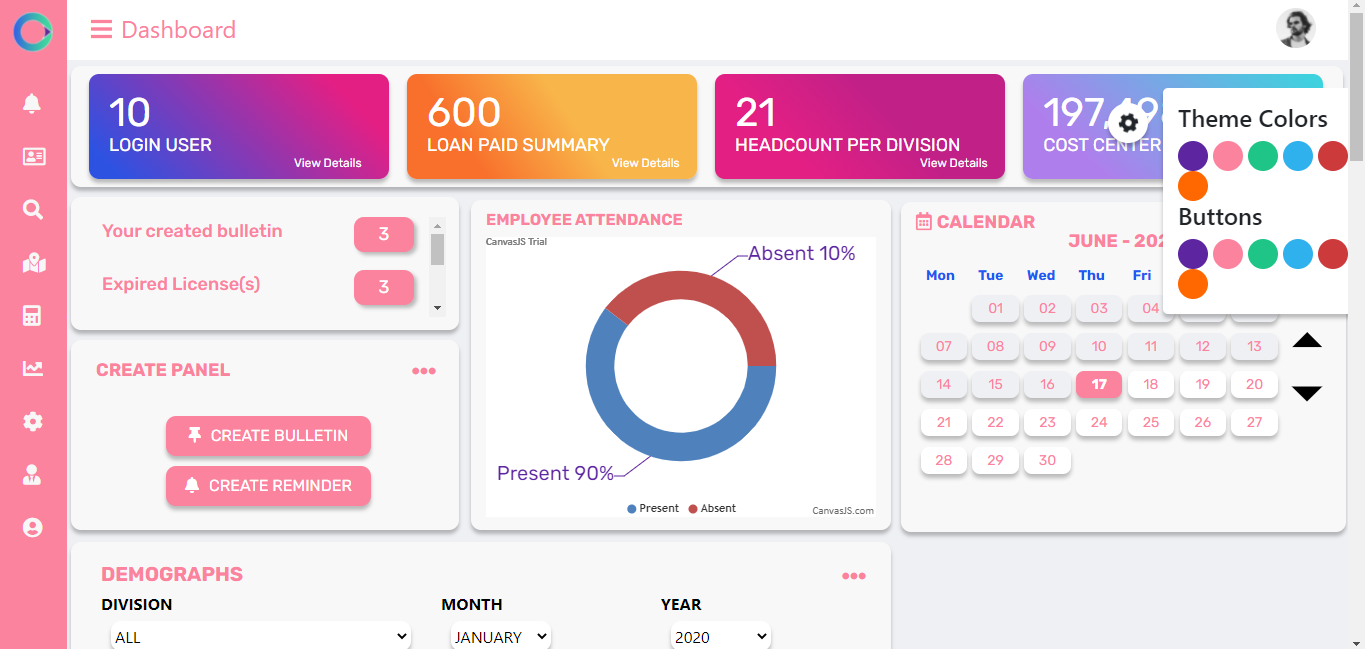 Dashboard
10
LOGIN USER
View Details
600
LOAN PAID SUMMARY
View Details
21
HEADCOUNT PER DIVISION
View Details
COST CENTER
Theme Colors
Buttons
Your created bulletin 3
Expired License(s) 3
CREATE PANEL
CREATE BULLETIN
CREATE REMINDER
EMPLOYEE ATTENDANCE
CanvasJS Trial
Absent 10%
Present 90%
Present Absent
CanvasJS.com
CALENDAR
JUNE -
Mon Tue Wed Thu Fri
01 02 03 04
07 08 09 10 11 12 13
14 15 16 17 18 19 20
21 22 23 24 25 26 27
28 29 30
DEMOGRAPHS
DIVISION MONTH YEAR
ALL JANUARY 2020